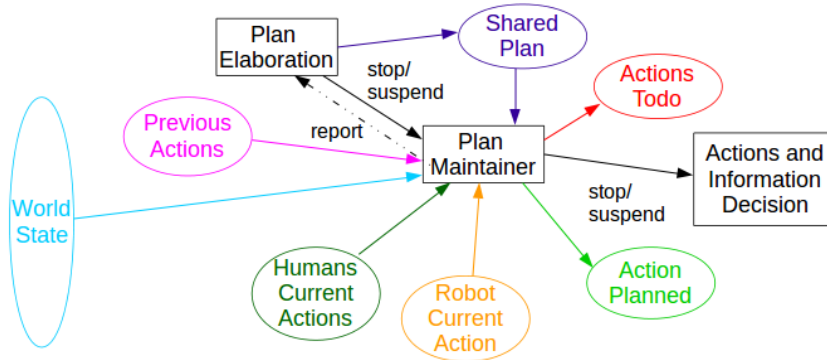 Plan
Elaboration
Shared
Plan
stop/
suspend
Actions
Todo
Previous
Actions
report
Plan
Maintainer
Actions and
Information
Decision
World
State
stop/
suspend
Humans
Current
Actions
Robot
Current
Action
Action
Planned